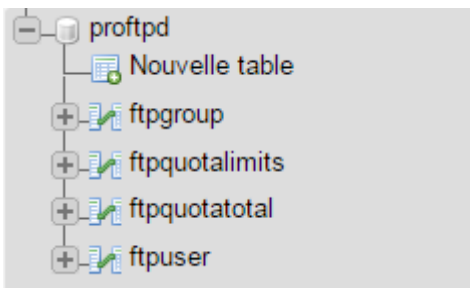 proftpd
Nouvelle table
ftpgroup
ftpquotalimits
ftpquotatotal
ftpuser